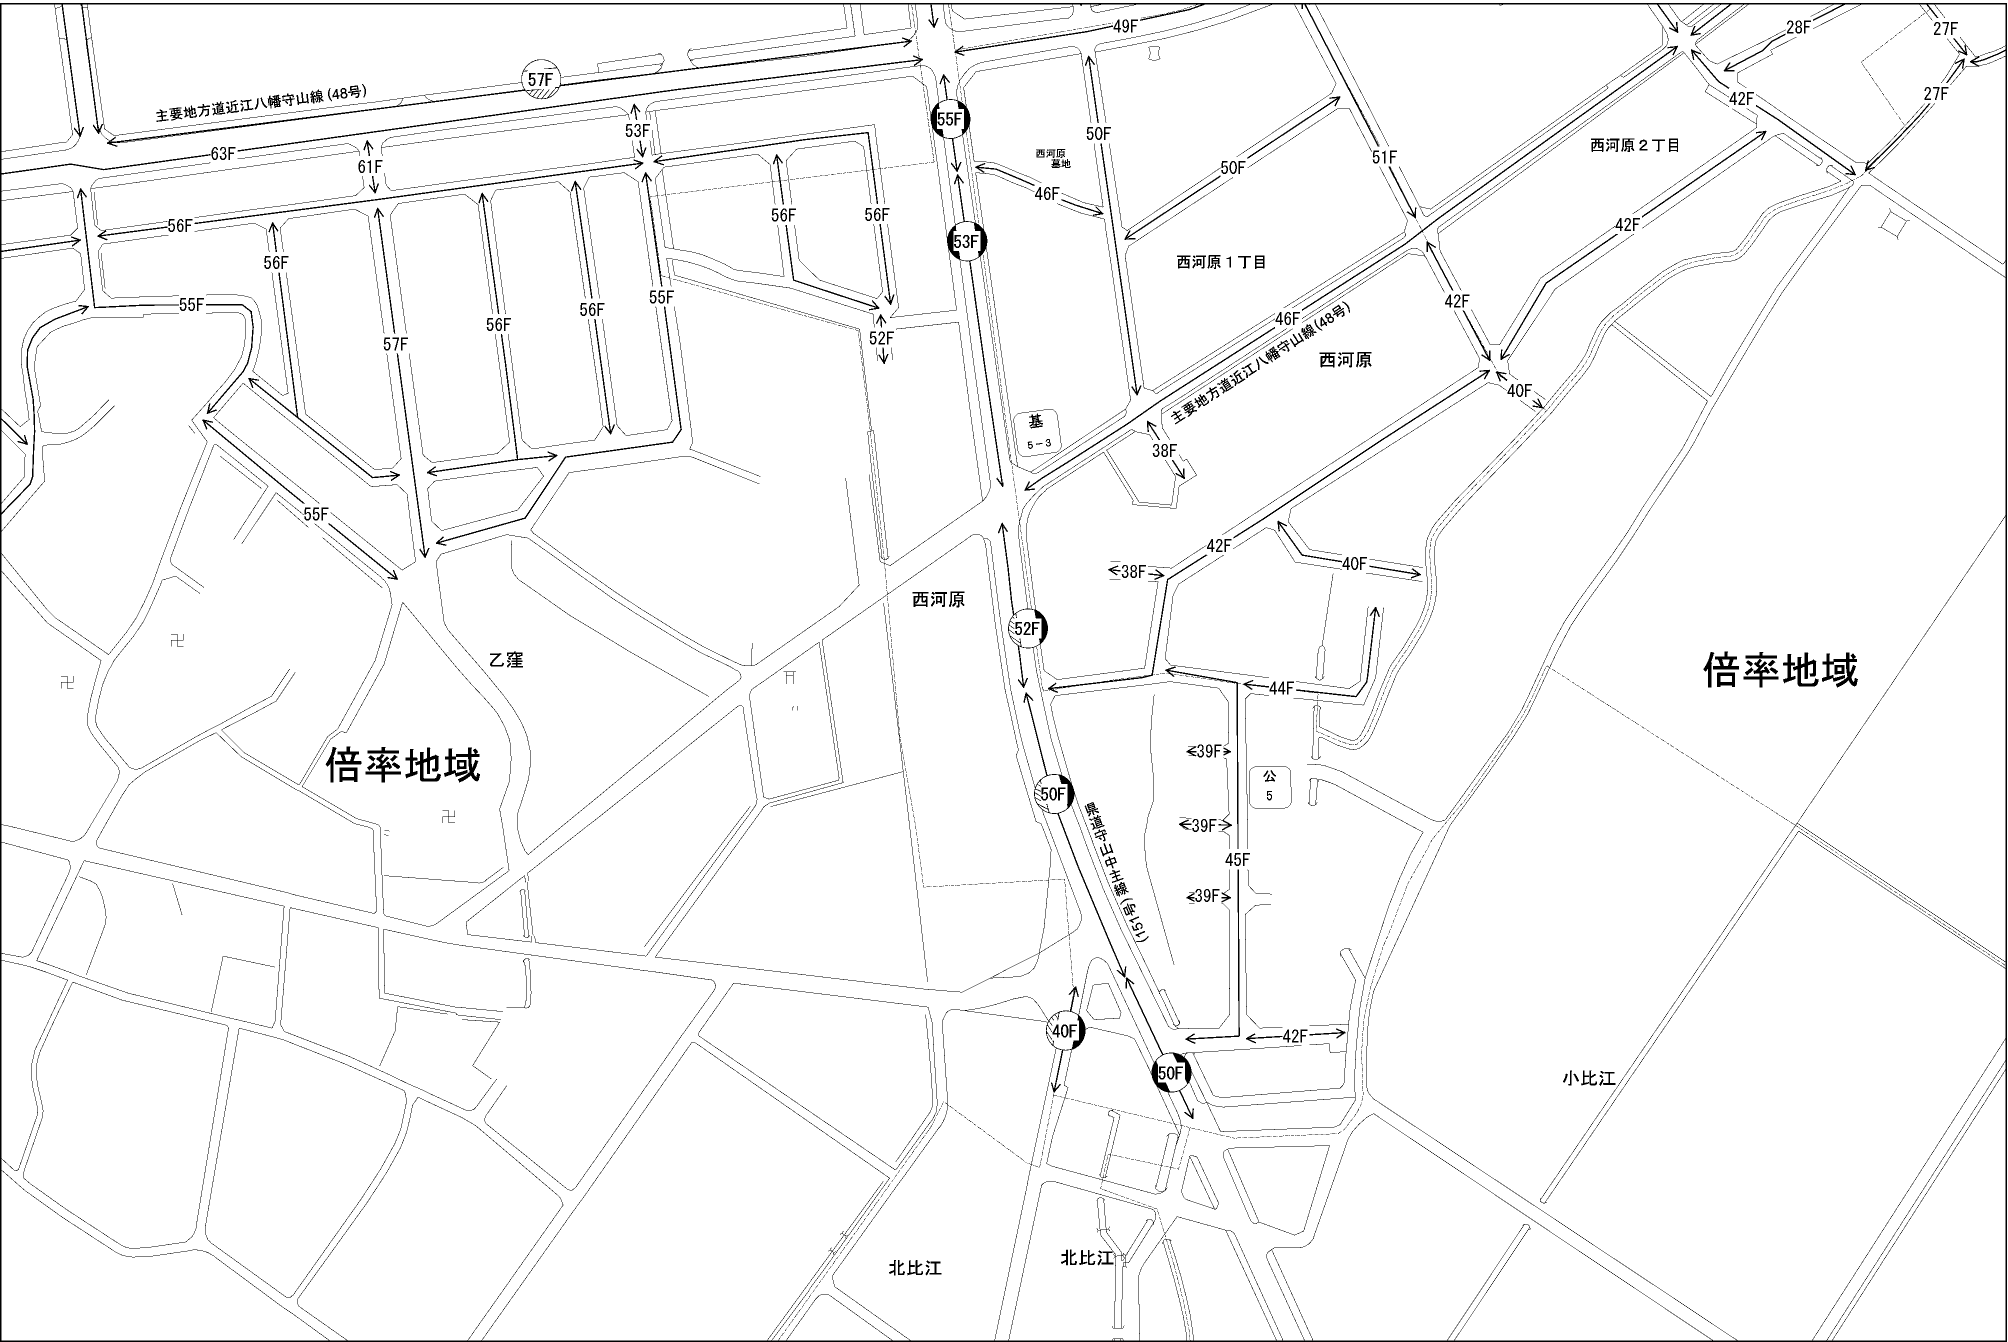 49F
28F
27F
57F
主要地方道近江八幡守山線(48号)
42F
27F
55F
53F
50F
西河原2丁目
63F
61F
西河原
墓地
51F
50F
46F
56F
56F
56F
42F
53F
56F
西河原1丁目
55F
56F
55F
56F
42F
46F
主要地方道近江八幡守山線(48号)
57F
52F
西河原
40F
基
5-3
38F
55F
42F
40F
38F
西河原
52F
乙窪
倍率地域
44F
倍率地域
39F
公
5
50F
県道守山中主線(151号)
39F
45F
39F
40F
42F
50F
小比江
北比江
北比江